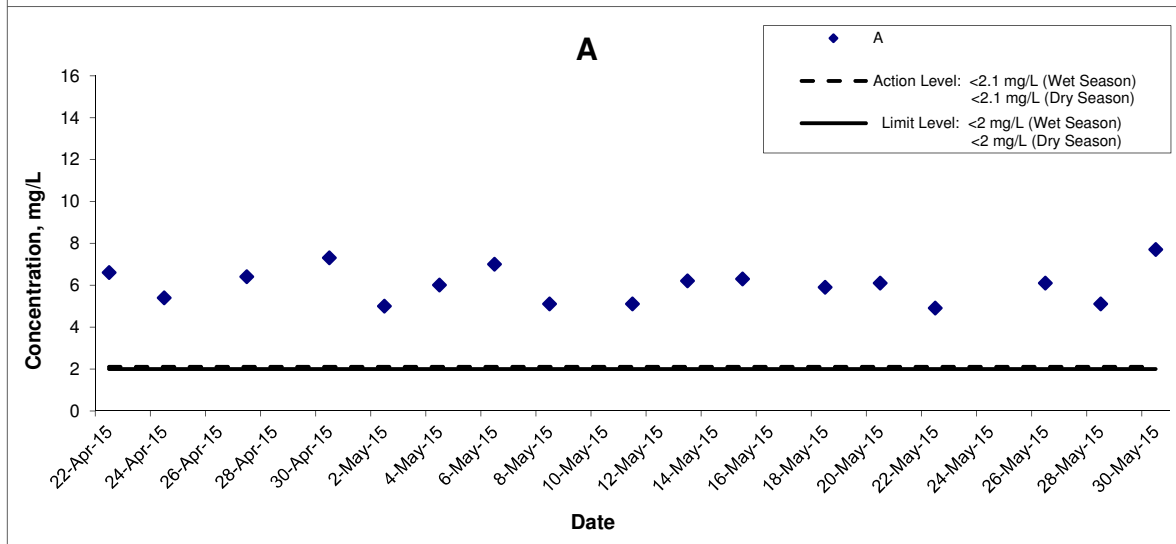 A
A
Action Level: <2.1 mg/L (Wet Season)
<2.1 mg/L (Dry Season)
Limit Level: <2 mg/L (Wet Season)
<2 mg/L (Dry Season)
Concentration, mg/L
16
14
12
10
8
6
4
2
0
22-Apr-15
24-Apr-15
26-Apr-15
28-Apr-15
30-Apr-15
2-May-15
4-May-15
6-May-15
8-May-15
10-May-15
12-May-15
14-May-15
16-May-15
18-May-15
20-May-15
22-May-15
24-May-15
26-May-15
28-May-15
30-May-15
Date